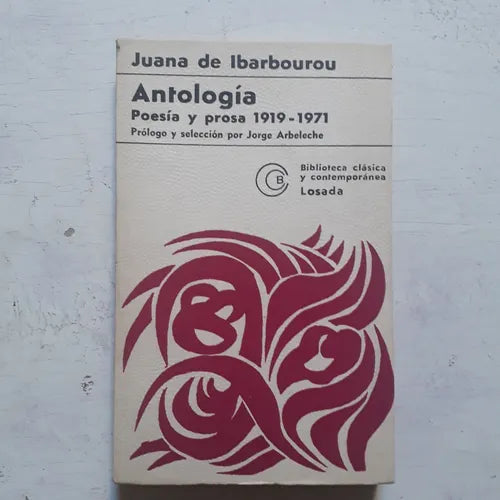 Juana de Ibarbourou
Antología
Poesía y prosa 1919-1971
Prólogo y selección por Jorge Arbeleche
B
Biblioteca clásica
y contemporánea
Losada